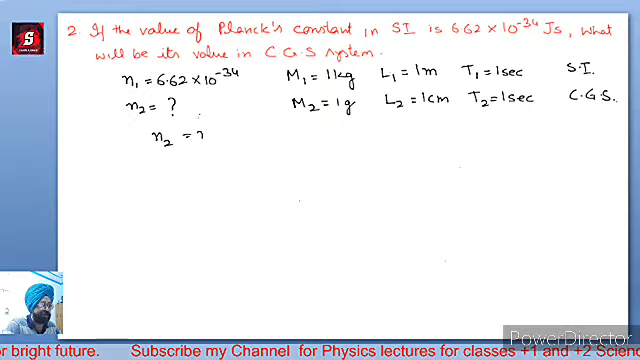 2. If the value of Planck's constant in SI is 6.62 × 10⁻³⁴ Js, what
will be its value in C G S system.
n₁ = 6.62 × 10⁻³⁴ M₁ = 1kg L₁ = 1m T₁ = 1sec S.I.
n₂ = ? M₂ = 1g L₂ = 1cm T₂ = 1sec C.G.S.
n₂ =
PowerDirector
or bright future. Subscribe my Channel for Physics lectures for classes +1 and +2 Scien